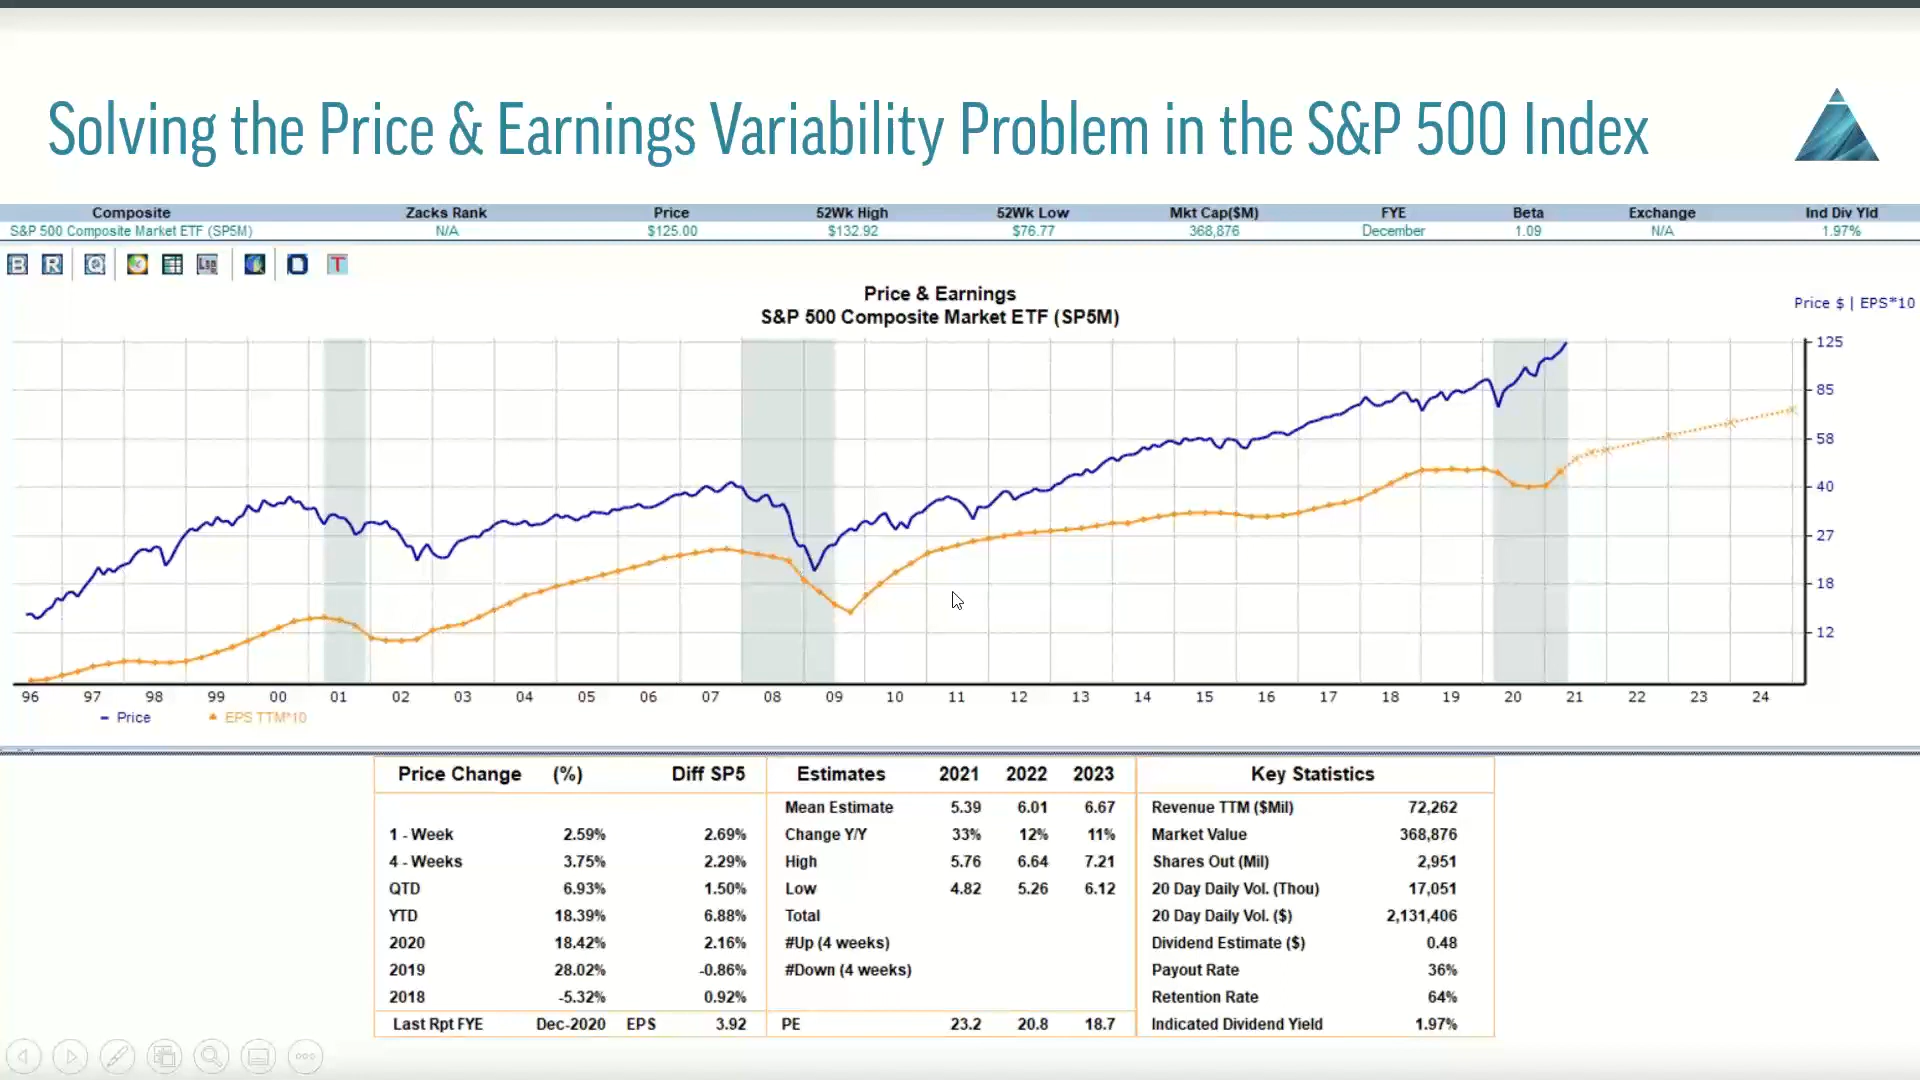 Solving the Price & Earnings Variability Problem in the S&P 500 Index
Composite Zacks Rank Price 52Wk High 52Wk Low Mkt Cap($M) FYE Beta Exchange Ind Div Yld
S&P 500 Composite Market ETF (SP5M) N/A $125.00 $132.92 $76.77 368,876 December 1.09 N/A 1.97%
B R Q Log D T
Price & Earnings
S&P 500 Composite Market ETF (SP5M)
Price $ | EPS*10
125
85
58
40
27
18
12
96 97 98 99 00 01 02 03 04 05 06 07 08 09 10 11 12 13 14 15 16 17 18 19 20 21 22 23 24
Price EPS TTM*10
Price Change (%) Diff SP5 Estimates 2021 2022 2023 Key Statistics
Mean Estimate 5.39 6.01 6.67 Revenue TTM ($Mil) 72,262
1 - Week 2.59% 2.69% Change Y/Y 33% 12% 11% Market Value 368,876
4 - Weeks 3.75% 2.29% High 5.76 6.64 7.21 Shares Out (Mil) 2,951
QTD 6.93% 1.50% Low 4.82 5.26 6.12 20 Day Daily Vol. (Thou) 17,051
YTD 18.39% 6.88% Total 20 Day Daily Vol. ($) 2,131,406
2020 18.42% 2.16% #Up (4 weeks) Dividend Estimate ($) 0.48
2019 28.02% -0.86% #Down (4 weeks) Payout Rate 36%
2018 -5.32% 0.92% Retention Rate 64%
Last Rpt FYE Dec-2020 EPS 3.92 PE 23.2 20.8 18.7 Indicated Dividend Yield 1.97%